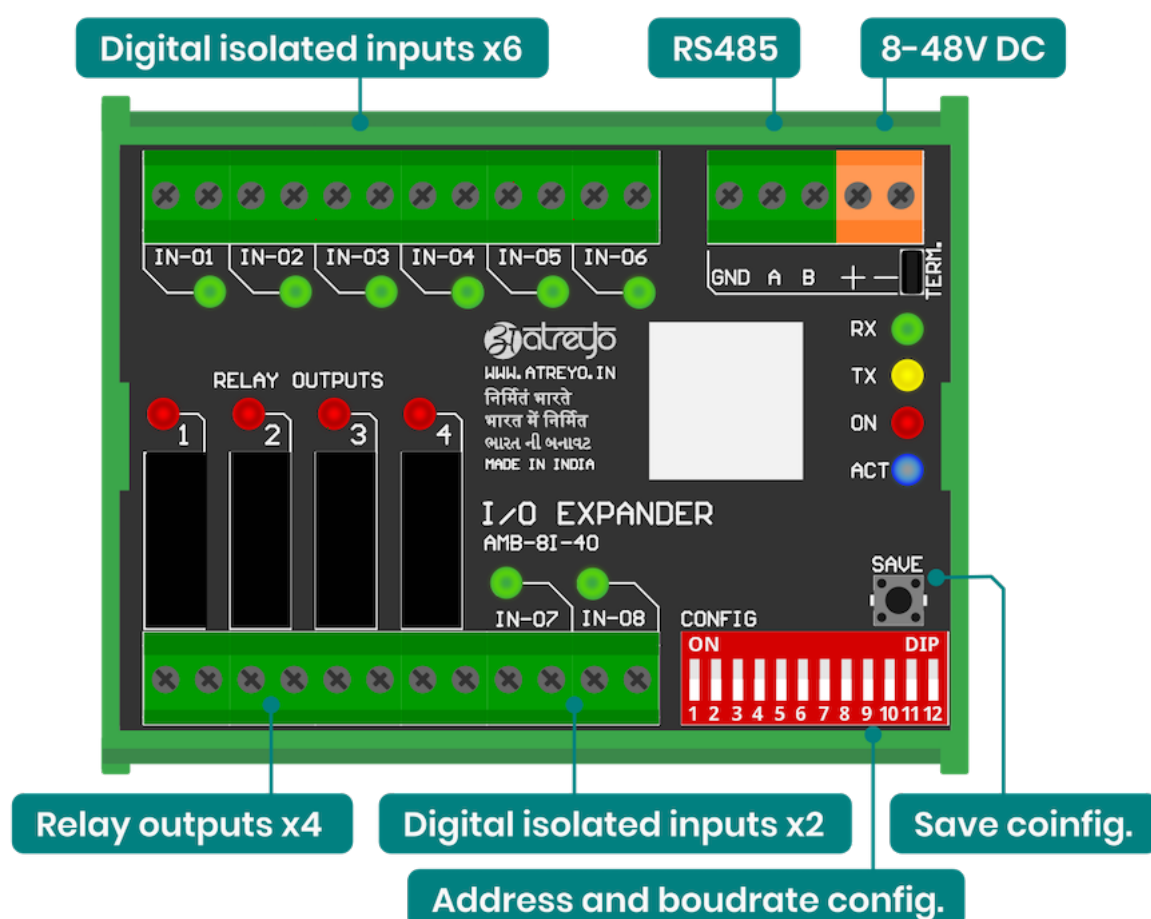 Digital isolated inputs x6
RS485
8-48V DC
IN-01 IN-02 IN-03 IN-04 IN-05 IN-06
GND A B + -
TERM.
RX
TX
ON
ACT
atreyo
WWW.ATREYO.IN
निर्मितं भारते
भारत में निर्मित
ભારત ની બનાવટ
MADE IN INDIA
RELAY OUTPUTS
1 2 3 4
I/O EXPANDER
AMB-8I-4O
IN-07 IN-08
SAVE
CONFIG
ON DIP
1 2 3 4 5 6 7 8 9 10 11 12
Relay outputs x4
Digital isolated inputs x2
Save coinfig.
Address and boudrate config.